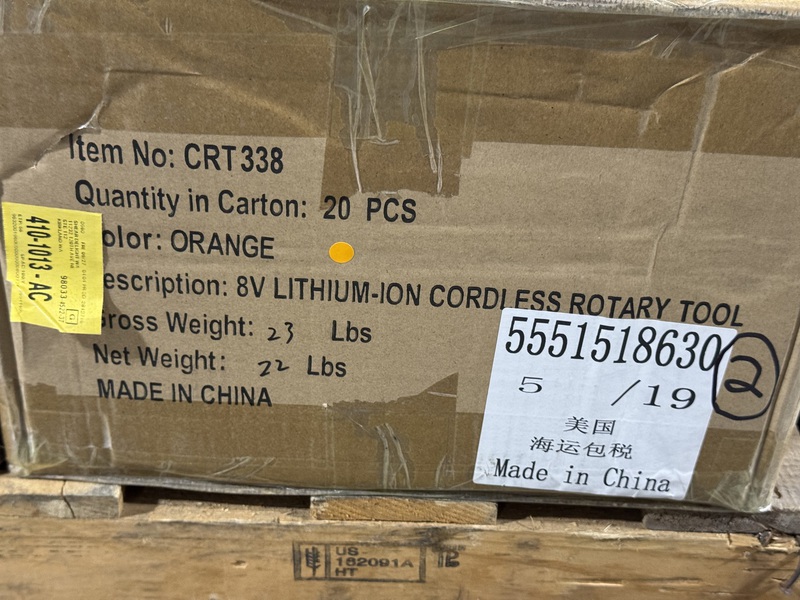 Item No: CRT338
Quantity in Carton: 20 PCS
olor: ORANGE
escription: 8V LITHIUM-ION CORDLESS ROTARY TOOL
ross Weight: 23 Lbs
Net Weight: 22 Lbs
MADE IN CHINA
410-1013 - AC
98033
G
5551518630
5 /19
美国
海运包税
Made in China
2
US
162091A
HT